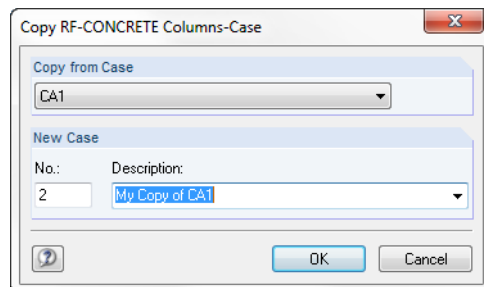 Copy RF-CONCRETE Columns-Case
Copy from Case
CA1
New Case
No.: Description:
2 My Copy of CA1
OK Cancel